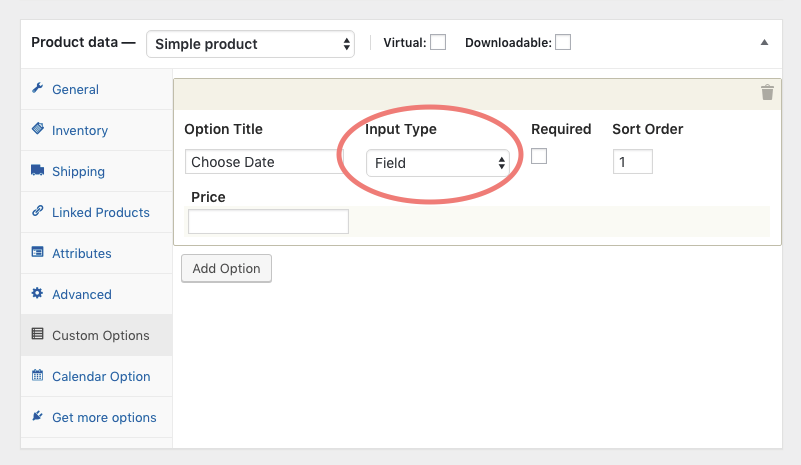 Product data — Simple product Virtual: Downloadable:
General
Inventory
Shipping
Linked Products
Attributes
Advanced
Custom Options
Calendar Option
Get more options
Option Title Input Type Required Sort Order
Choose Date Field 1
Price
Add Option